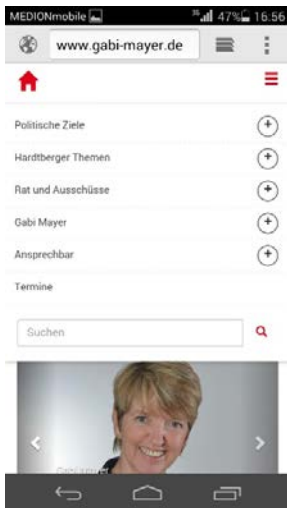 MEDIONmobile 3G 47% 16:56
www.gabi-mayer.de
Politische Ziele
Hardtberger Themen
Rat und Ausschüsse
Gabi Mayer
Ansprechbar
Termine
Suchen